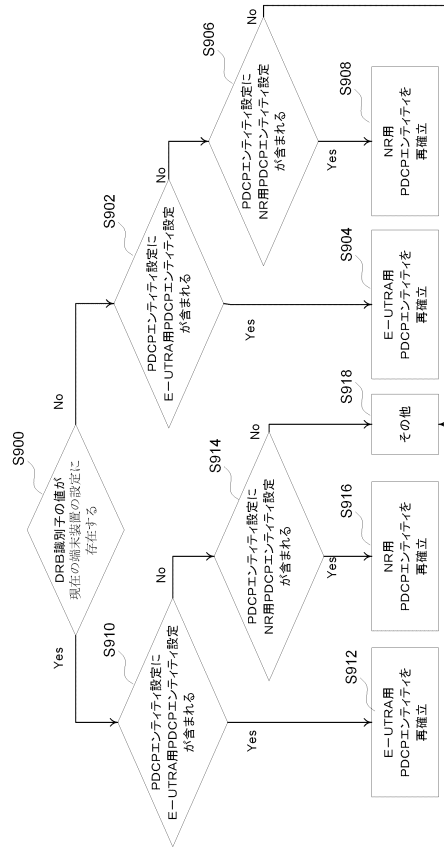 S900
DRB識別子の値が
現在の端末装置の設定に
存在する
Yes
No
S910
PDCPエンティティ設定に
E－UTRA用PDCPエンティティ設定
が含まれる
Yes
No
S912
E－UTRA用
PDCPエンティティを
再確立
S914
PDCPエンティティ設定に
NR用PDCPエンティティ設定
が含まれる
Yes
No
S916
NR用
PDCPエンティティを
再確立
S918
その他
S902
PDCPエンティティ設定に
E－UTRA用PDCPエンティティ設定
が含まれる
Yes
No
S904
E－UTRA用
PDCPエンティティを
再確立
S906
PDCPエンティティ設定に
NR用PDCPエンティティ設定
が含まれる
Yes
No
S908
NR用
PDCPエンティティを
再確立